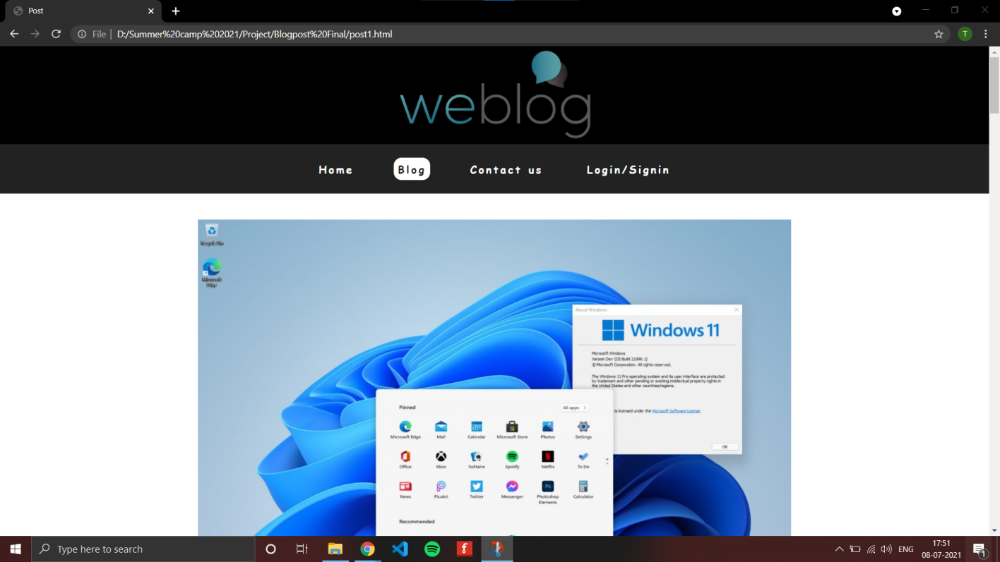 Post
File | D:/Summer%20camp%202021/Project/Blogpost%20Final/post1.html
T
weblog
Home Blog Contact us Login/Signin
Recycle Bin
Microsoft
Edge
About Windows
Windows 11
Microsoft Windows
Version Dev (OS Build 21996.1)
© Microsoft Corporation. All rights reserved.
The Windows 11 Pro operating system and its user interface are protected
by trademark and other pending or existing intellectual property rights in
the United States and other countries/regions.
is licensed under the Microsoft Software License
OK
Pinned All apps >
Microsoft Edge Mail Calendar Microsoft Store Photos Settings
Office Xbox Solitaire Spotify Netflix To Do
News PicsArt Twitter Messenger Photoshop Elements Calculator
Recommended
Type here to search
ENG
17:51
08-07-2021
1